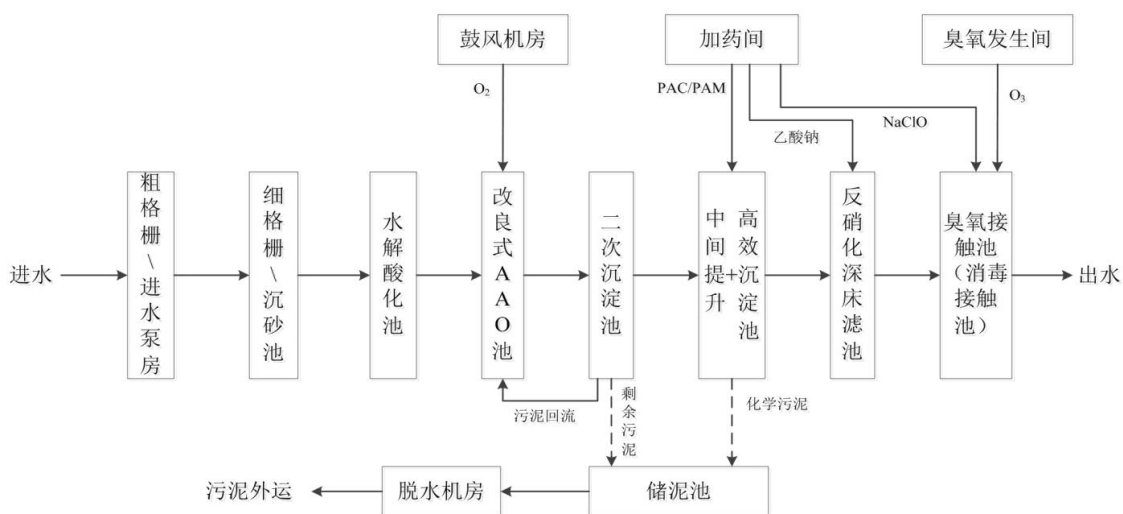 鼓风机房
加药间
臭氧发生间
O₂
PAC/PAM
O₃
乙酸钠
NaClO
进水
粗格栅\进水泵房
细格栅\沉砂池
水解酸化池
改良式AAO池
二次沉淀池
中间提升+高效沉淀池
反硝化深床滤池
臭氧接
触池
（消毒
接触
池）
出水
污泥回流
剩余污泥
化学污泥
污泥外运
脱水机房
储泥池